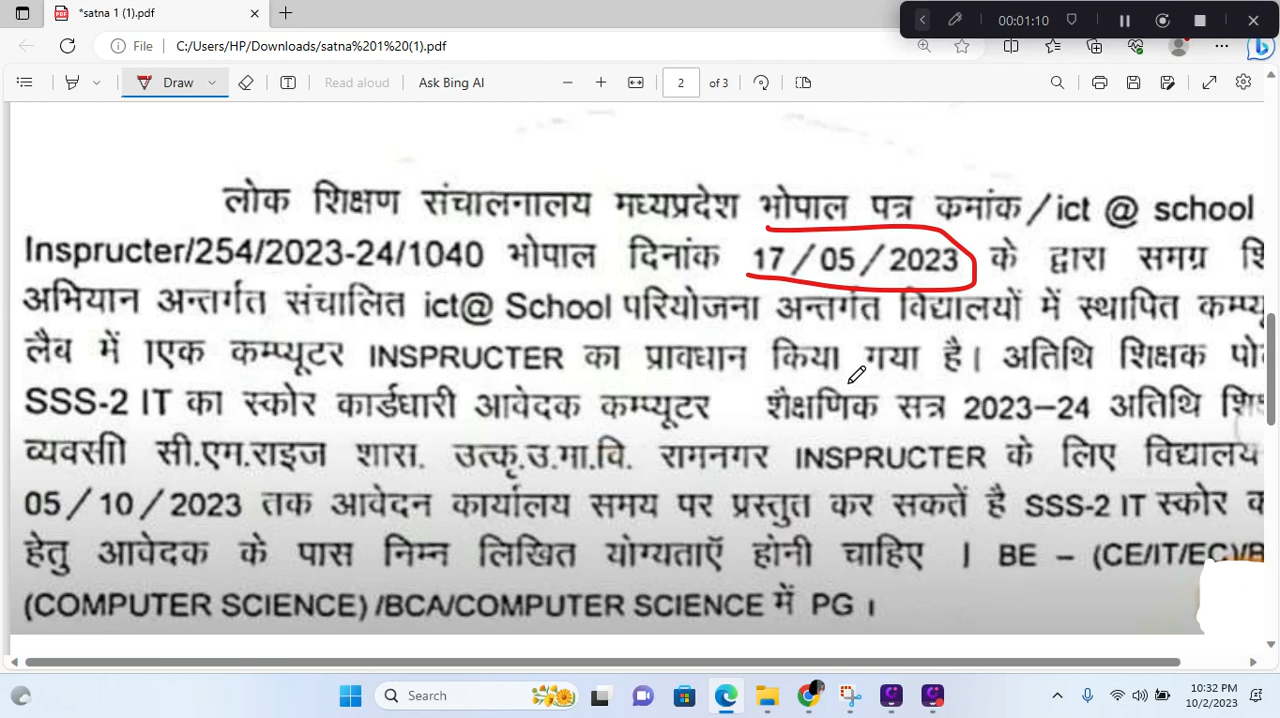 *satna 1 (1).pdf
00:01:10
File C:/Users/HP/Downloads/satna%201%20(1).pdf
Draw Read aloud Ask Bing AI 2 of 3
लोक शिक्षण संचालनालय मध्यप्रदेश भोपाल पत्र कमांक/ict @ school
Inspructer/254/2023-24/1040 भोपाल दिनांक 17/05/2023 के द्वारा समग्र
अभियान अन्तर्गत संचालित ict@ School परियोजना अन्तर्गत विद्यालयों में स्थापित
लैब में 1एक कम्प्यूटर INSPRUCTER का प्रावधान किया गया है। अतिथि शिक्षक
SSS-2 IT का स्कोर कार्डधारी आवेदक कम्प्यूटर शैक्षणिक सत्र 2023–24 अतिथि
व्यवसी सी.एम.राइज शास. उत्कृ.उ.मा.वि. रामनगर INSPRUCTER के लिए विद्यालय
05/10/2023 तक आवेदन कार्यालय समय पर प्रस्तुत कर सकतें है SSS-2 IT स्कोर
हेतु आवेदक के पास निम्न लिखित योग्यताऍ होनी चाहिए । BE – (CE/IT/EC)/
(COMPUTER SCIENCE) /BCA/COMPUTER SCIENCE में PG ।
Search
10:32 PM
10/2/2023